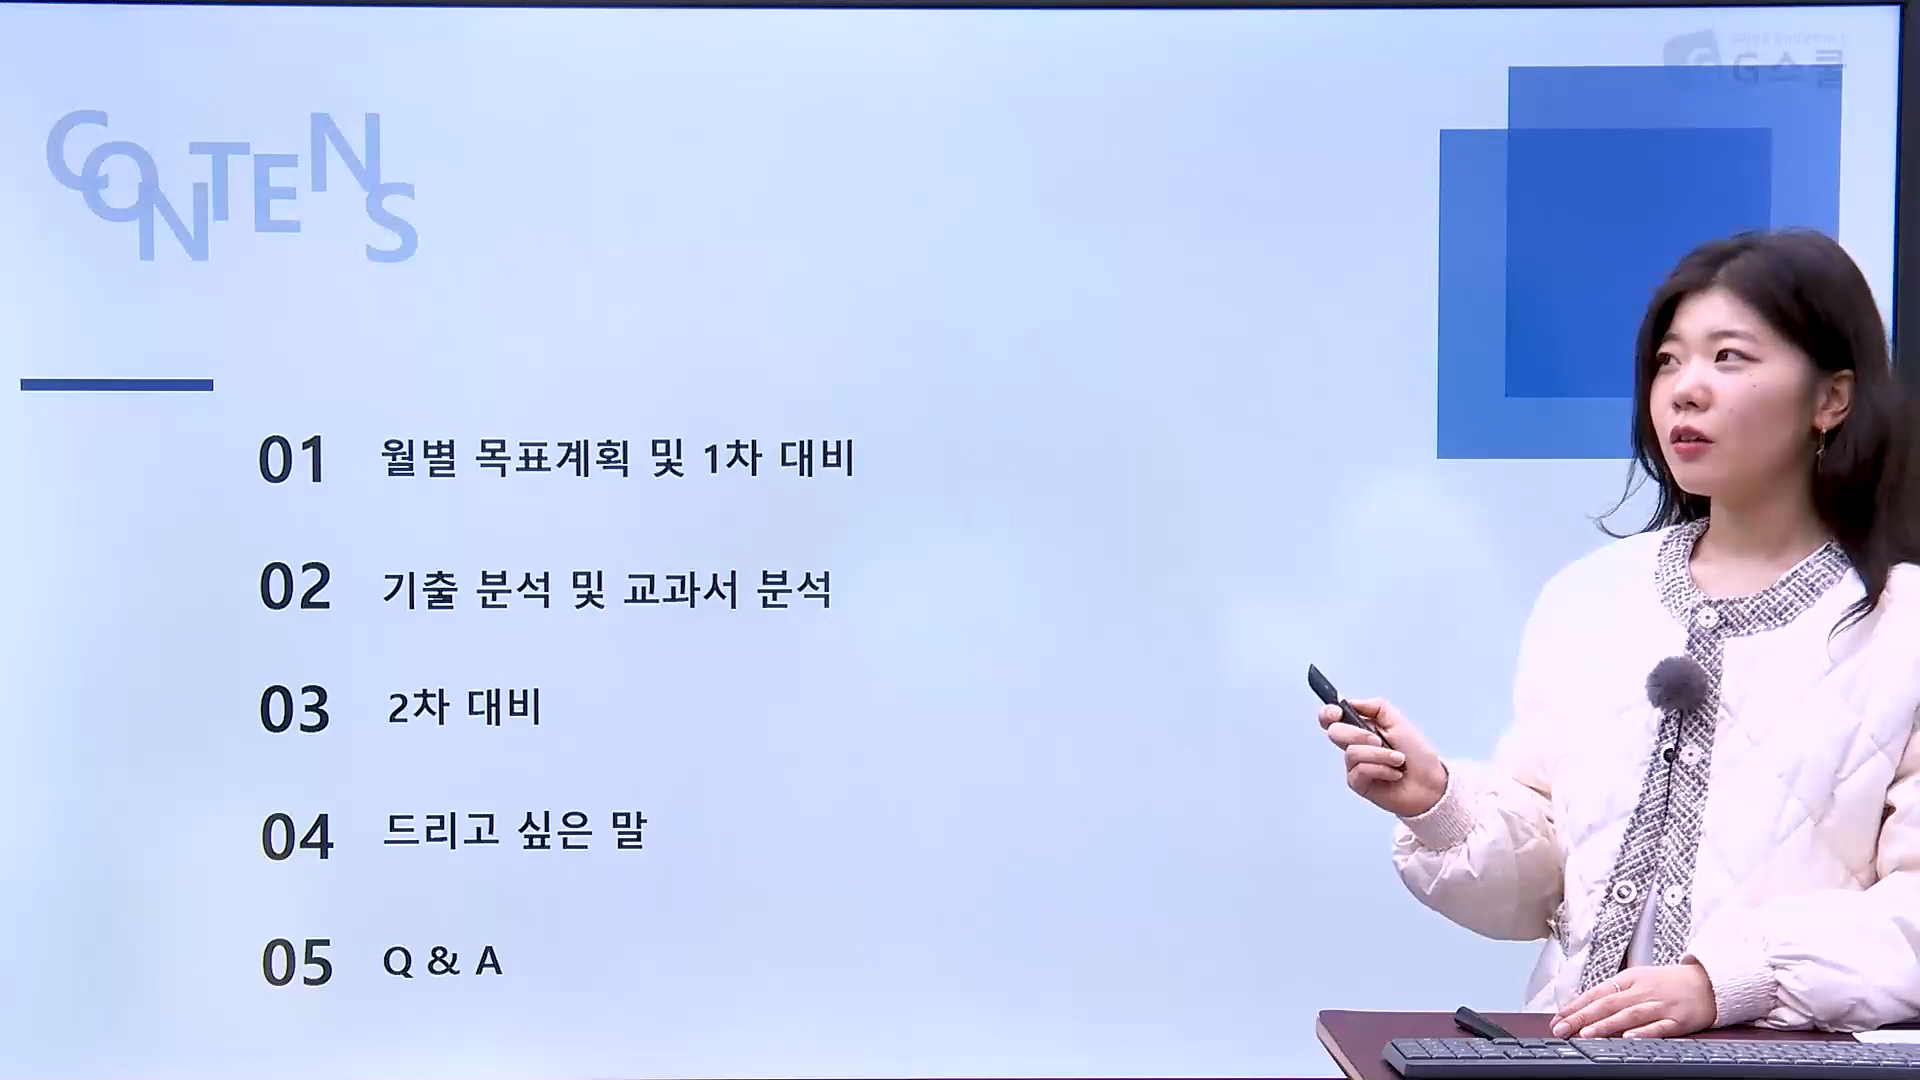 CONTENS
G스쿨
01 월별 목표계획 및 1차 대비
02 기출 분석 및 교과서 분석
03 2차 대비
04 드리고 싶은 말
05 Q & A